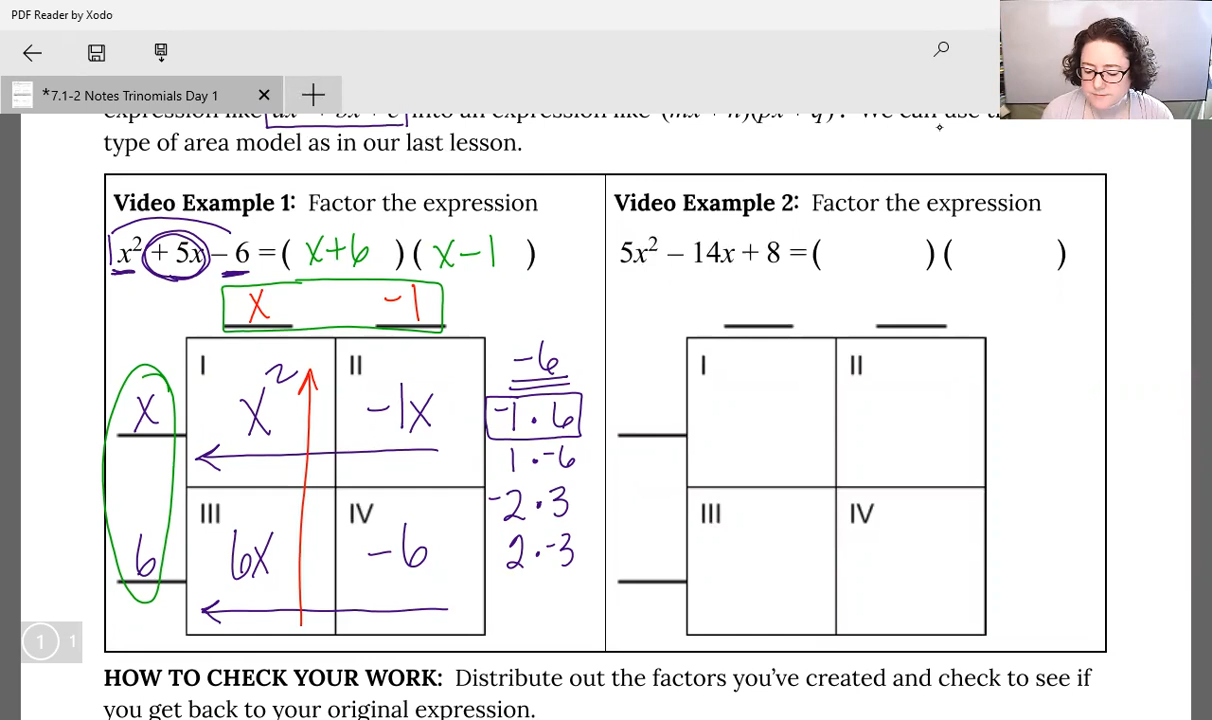 PDF Reader by Xodo
*7.1-2 Notes Trinomials Day 1
type of area model as in our last lesson.
Video Example 1: Factor the expression
1x² + 5x – 6 = ( x+6 ) ( x–1 )
x -1
I II
x x² -1x
III IV
6 6x -6
-6
-1 · 6
1 · -6
-2 · 3
2 · -3
Video Example 2: Factor the expression
5x² – 14x + 8 = ( ) ( )
I II
III IV
1 1
HOW TO CHECK YOUR WORK: Distribute out the factors you've created and check to see if
you get back to your original expression.